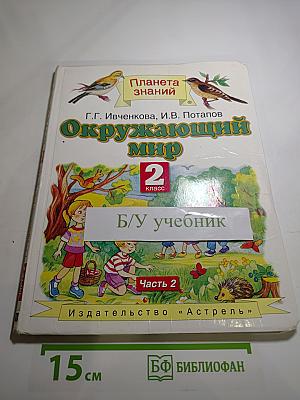 Планета
знаний
Г.Г. Ивченкова, И.В. Потапов
Окружающий
мир
2
класс
Б/У учебник
Часть 2
Издательство «Астрель»
15 см
БФ БИБЛИОФАН